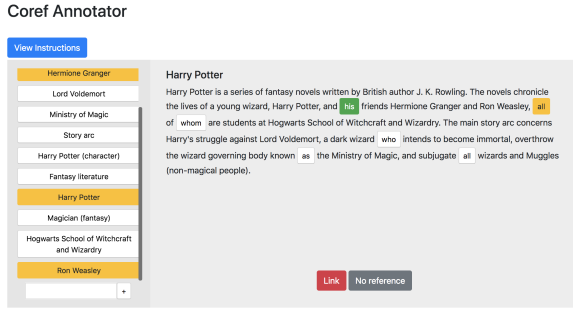 Coref Annotator
View Instructions
Hermione Granger
Lord Voldemort
Ministry of Magic
Story arc
Harry Potter (character)
Fantasy literature
Harry Potter
Magician (fantasy)
Hogwarts School of Witchcraft
and Wizardry
Ron Weasley
+
Harry Potter
Harry Potter is a series of fantasy novels written by British author J. K. Rowling. The novels chronicle
the lives of a young wizard, Harry Potter, and his friends Hermione Granger and Ron Weasley, all
of whom are students at Hogwarts School of Witchcraft and Wizardry. The main story arc concerns
Harry's struggle against Lord Voldemort, a dark wizard who intends to become immortal, overthrow
the wizard governing body known as the Ministry of Magic, and subjugate all wizards and Muggles
(non-magical people).
Link No reference